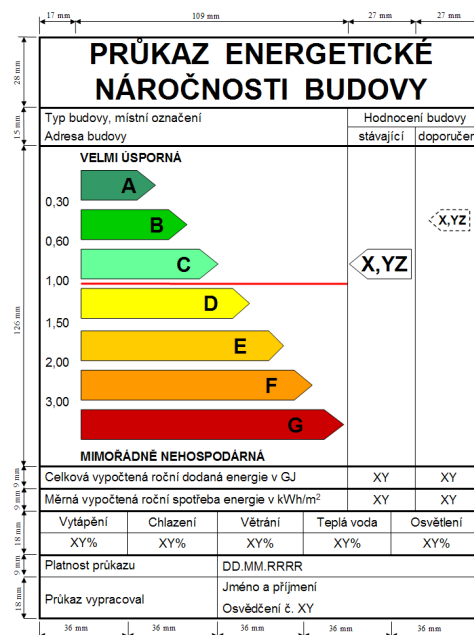 17 mm
109 mm
27 mm
27 mm
28 mm
PRŮKAZ ENERGETICKÉ
NÁROČNOSTI BUDOVY
15 mm
Typ budovy, místní označení
Hodnocení budovy
Adresa budovy
stávající
doporučen
126 mm
VELMI ÚSPORNÁ
A
0,30
B
X,YZ
0,60
C
X,YZ
1,00
D
1,50
E
2,00
F
3,00
G
MIMOŘÁDNĚ NEHOSPODÁRNÁ
9 mm
Celková vypočtená roční dodaná energie v GJ
XY
XY
9 mm
Měrná vypočtená roční spotřeba energie v kWh/m²
XY
XY
18 mm
Vytápění
Chlazení
Větrání
Teplá voda
Osvětlení
XY%
XY%
XY%
XY%
XY%
9 mm
Platnost průkazu
DD.MM.RRRR
18 mm
Průkaz vypracoval
Jméno a příjmení
Osvědčení č. XY
36 mm
36 mm
36 mm
36 mm
36 mm